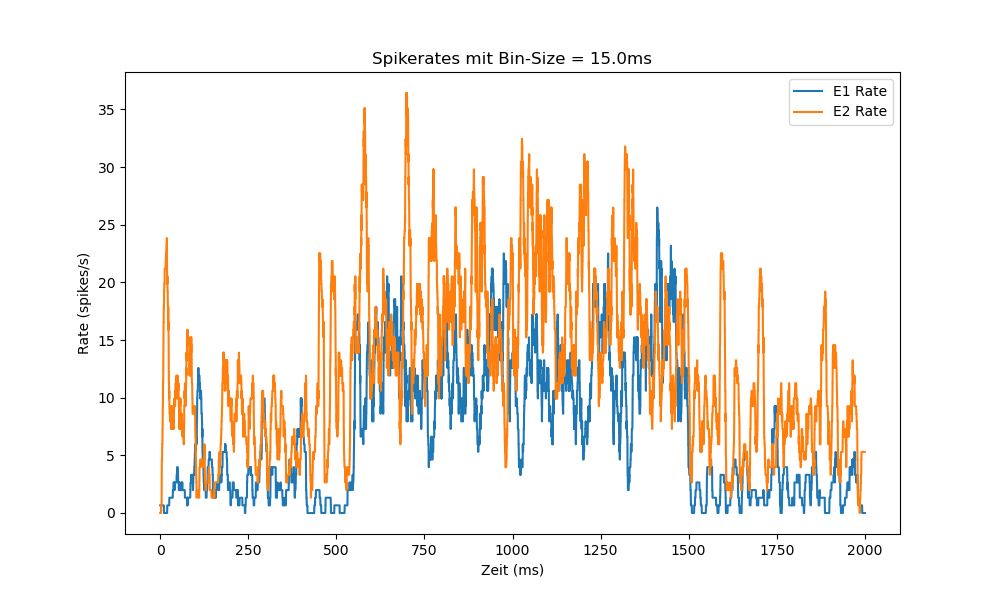 Spikerates mit Bin-Size = 15.0ms
E1 Rate
E2 Rate
Rate (spikes/s)
35
30
25
20
15
10
5
0
0 250 500 750 1000 1250 1500 1750 2000
Zeit (ms)